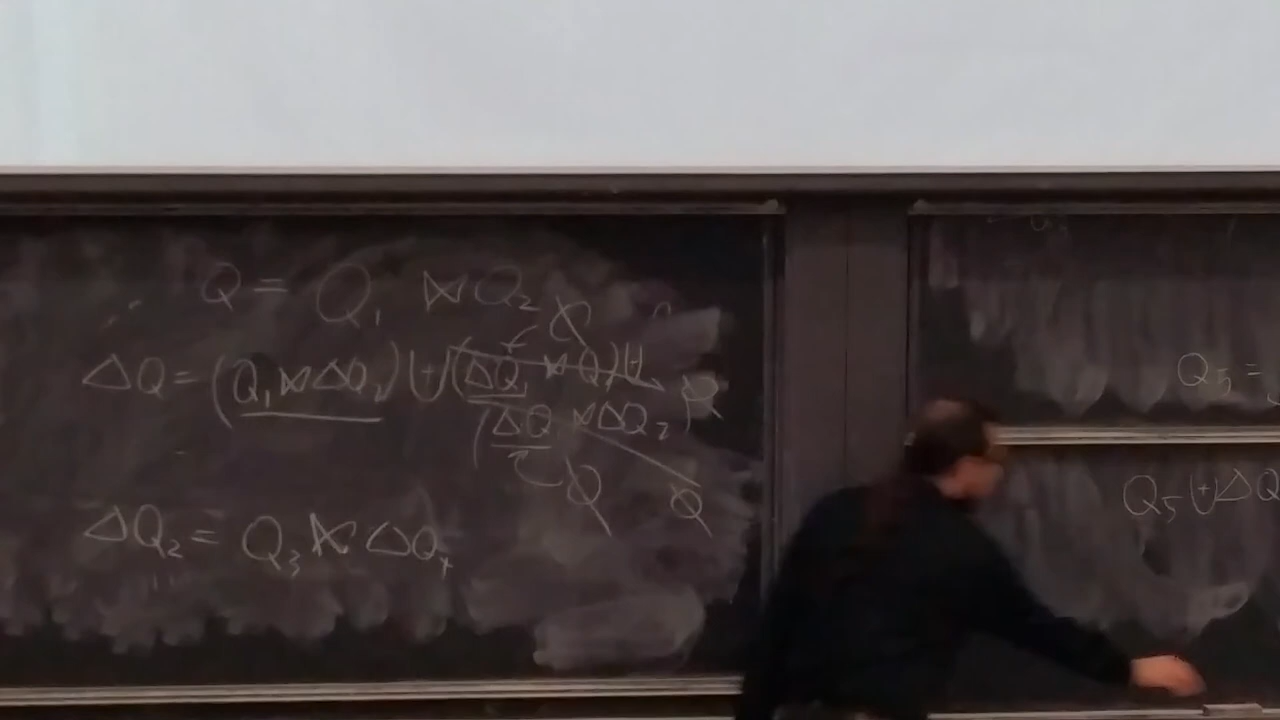 Q = Q₁ ⋈ Q₂ ∅
ΔQ = (Q₁ ⋈ ΔQ₂) ⊎ (ΔQ₁ ⋈ Q₂) ⊎
(ΔQ₁ ⋈ ΔQ₂)
∅ ∅
ΔQ₂ = Q₃ ⋈ ΔQ₄
Q₅ =
Q₅ ⊎ ΔQ